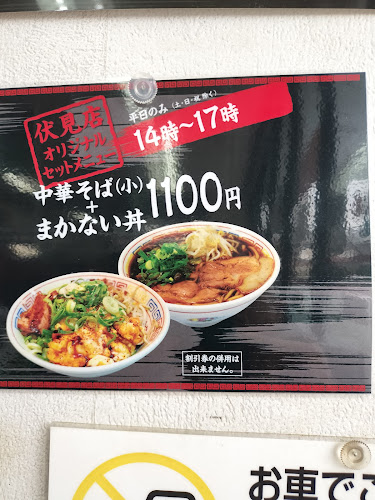 伏見店
オリジナル
セットメニュー
平日のみ(土・日・祝除く)
14時～17時
中華そば(小)
+
まかない丼
1100円
割引券の併用は
出来ません。
お車でご